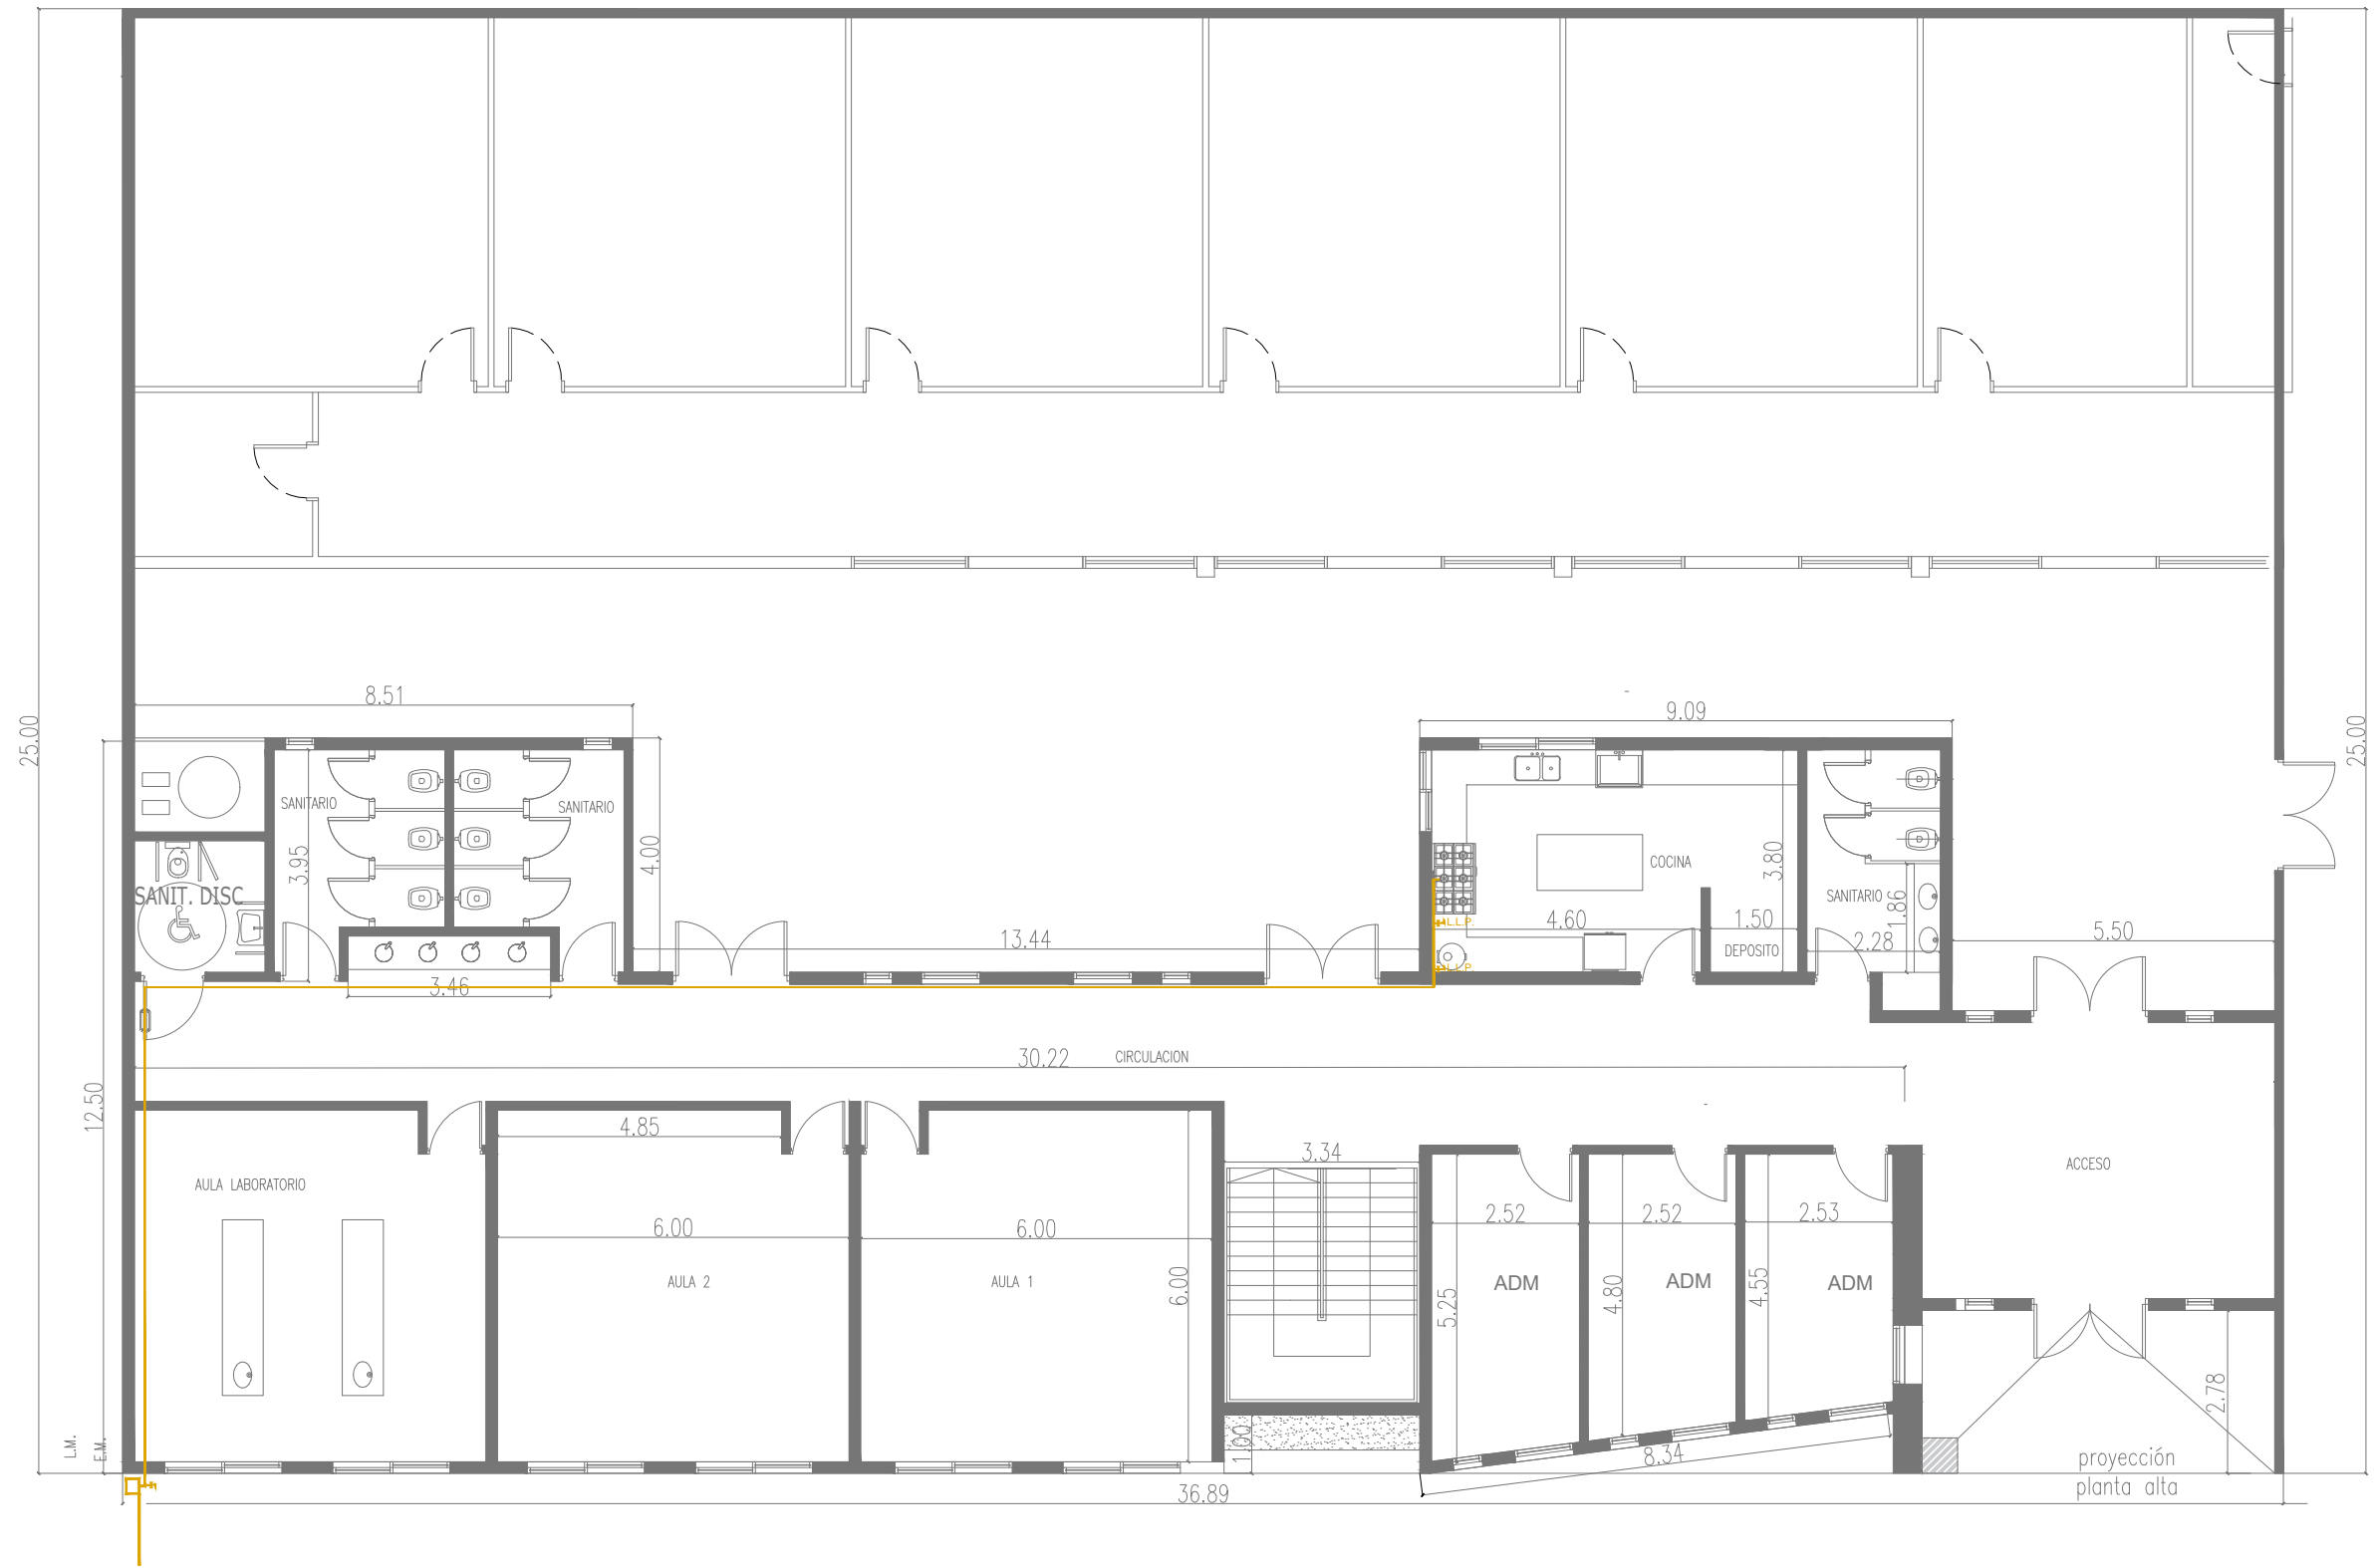 8.51
9.09
25.00
25.00
SANITARIO
SANITARIO
3.95
4.00
COCINA
3.80
SANIT. DISC
SANITARIO
1.86
4.60
1.50
L.L.P.
13.44
5.50
2.28
DEPOSITO
L.L.P.
3.46
30.22
CIRCULACION
12.50
4.85
3.34
ACCESO
AULA LABORATORIO
2.52
2.52
2.53
6.00
6.00
AULA 2
AULA 1
6.00
5.25
ADM
4.80
ADM
4.55
ADM
2.78
L.M.
E.M.
1.00
8.34
proyección
planta alta
36.89